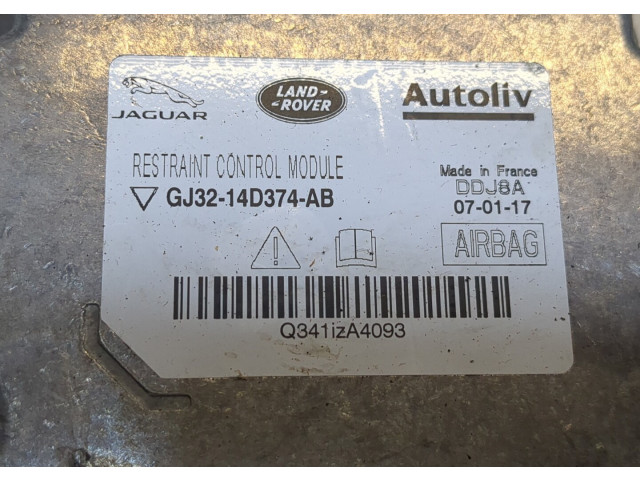 JAGUAR
LAND-
-ROVER
Autoliv
RESTRAINT CONTROL MODULE
GJ32-14D374-AB
Made in France
DDJ8A
07-01-17
AIRBAG
Q341izA4093